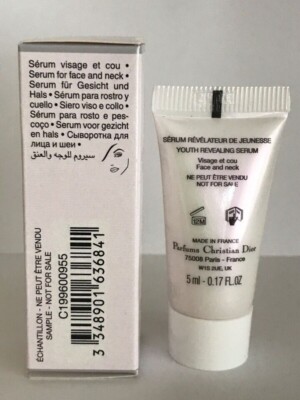 Sérum visage et cou •
Serum for face and neck •
Serum für Gesicht und
Hals • Sérum para rostro y
cuello • Siero viso e collo •
Sérum para rosto e pes-
coço • Serum voor gezicht
en hals • Сыворотка для
лица и шеи •
سيروم للوجه والعنق
ÉCHANTILLON - NE PEUT ÊTRE VENDU
SAMPLE - NOT FOR SALE
C199600955
3 348901 636841
SÉRUM RÉVÉLATEUR DE JEUNESSE
YOUTH REVEALING SERUM
Visage et cou
Face and neck
NE PEUT ÊTRE VENDU
NOT FOR SALE
12M
MADE IN FRANCE
Parfums Christian Dior
75008 Paris - France
W1S 5UE, UK
5 ml - 0.17 FL.OZ